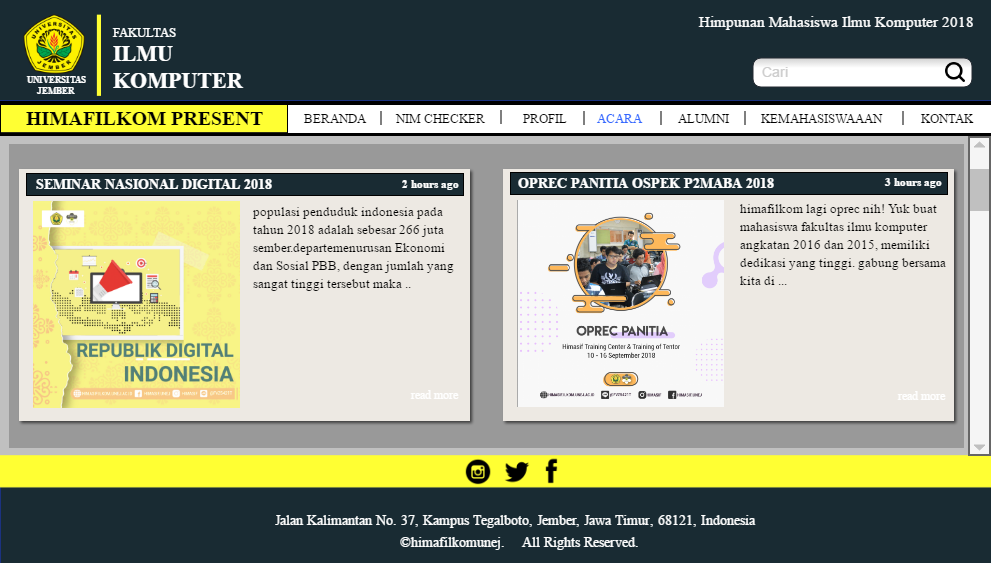 UNIVERSITAS
JEMBER
UNIVERSITAS
JEMBER
FAKULTAS
ILMU
KOMPUTER
Himpunan Mahasiswa Ilmu Komputer 2018
Cari
HIMAFILKOM PRESENT
BERANDA | NIM CHECKER | PROFIL | ACARA | ALUMNI | KEMAHASISWAAAN | KONTAK
SEMINAR NASIONAL DIGITAL 2018
2 hours ago
populasi penduduk indonesia pada
tahun 2018 adalah sebesar 266 juta
sember.departemenurusan Ekonomi
dan Sosial PBB, dengan jumlah yang
sangat tinggi tersebut maka ..
REPUBLIK DIGITAL
INDONESIA
read more
OPREC PANITIA OSPEK P2MABA 2018
3 hours ago
himafilkom lagi oprec nih! Yuk buat
mahasiswa fakultas ilmu komputer
angkatan 2016 dan 2015, memiliki
dedikasi yang tinggi. gabung bersama
kita di ...
OPREC PANITIA
Himasif Training Center & Training of Tentor
10 - 16 September 2018
HIMASIF
read more
Jalan Kalimantan No. 37, Kampus Tegalboto, Jember, Jawa Timur, 68121, Indonesia
©himafilkomunej. All Rights Reserved.